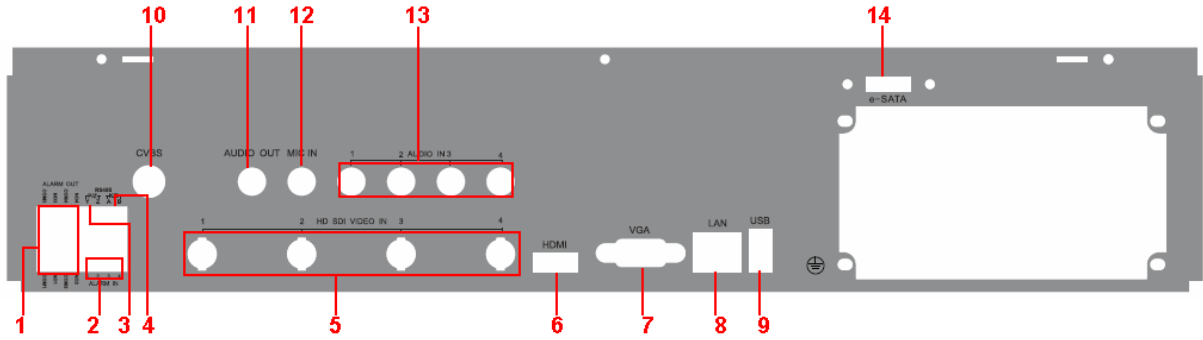 10 11 12 13 14
e-SATA
CVBS AUDIO OUT MIC IN 1 2 AUDIO IN 3 4
ALARM OUT RS485
1 2 HD SDI VIDEO IN 3 4
HDMI VGA LAN USB
ALARM IN
1 2 3 4 5 6 7 8 9